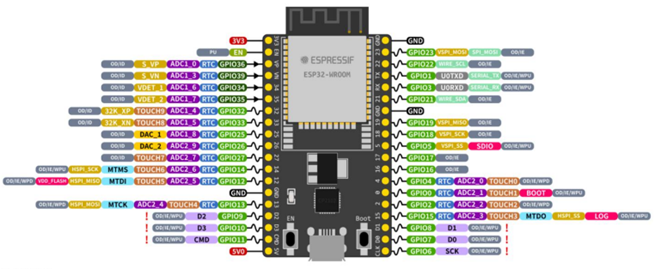 3V3 GND
PU EN GPIO23 VSPI_MOSI SPI_MOSI OD/IE
OD/ID S_VP ADC1_0 RTC GPIO36 GPIO22 WIRE_SCL OD/IE
OD/ID S_VN ADC1_3 RTC GPIO39 GPIO1 U0TXD SERIAL_TX OD/IE/WPU
OD/ID VDET_1 ADC1_6 RTC GPIO34 GPIO3 U0RXD SERIAL_RX OD/IE/WPU
OD/ID VDET_2 ADC1_7 RTC GPIO35 GPIO21 WIRE_SDA OD/IE
OD/ID 32K_XP TOUCH9 ADC1_4 RTC GPIO32 GND
OD/ID 32K_XN TOUCH8 ADC1_5 RTC GPIO33 GPIO19 VSPI_MISO OD/IE
OD/ID DAC_1 ADC2_8 RTC GPIO25 GPIO18 VSPI_SCK OD/IE
OD/ID DAC_2 ADC2_9 RTC GPIO26 GPIO5 VSPI_SS SDIO OD/IE/WPU
OD/ID TOUCH7 ADC2_7 RTC GPIO27 GPIO17 OD/IE
OD/IE/WPU HSPI_SCK MTMS TOUCH6 ADC2_6 RTC GPIO14 GPIO16 OD/IE
OD/IE/WPD VDD_FLASH HSPI_MISO MTDI TOUCH5 ADC2_5 RTC GPIO12 GPIO4 RTC ADC2_0 TOUCH0 OD/IE/WPD
GND GPIO0 RTC ADC2_1 TOUCH1 BOOT OD/IE/WPU
OD/IE/WPU HSPI_MOSI MTCK ADC2_4 TOUCH4 RTC GPIO13 GPIO2 RTC ADC2_2 TOUCH2 OD/IE/WPD
! OD/IE/WPU D2 GPIO9 GPIO15 RTC ADC2_3 TOUCH3 MTDO HSPI_SS LOG OD/IE/WPU
! OD/IE/WPU D3 GPIO10 GPIO8 D1 OD/IE/WPU !
! OD/IE/WPU CMD GPIO11 GPIO7 D0 OD/IE/WPU !
5V0 GPIO6 SCK OD/IE/WPU !
ESPRESSIF
ESP32-WROOM
EN
Boot